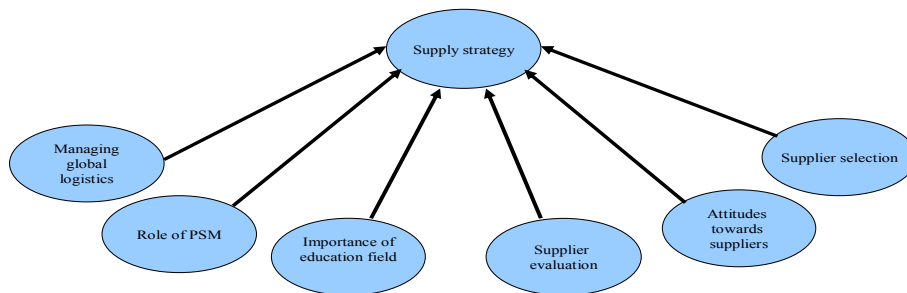 Supply strategy
Managing
global
logistics
Role of PSM
Importance of
education field
Supplier
evaluation
Attitudes
towards
suppliers
Supplier selection